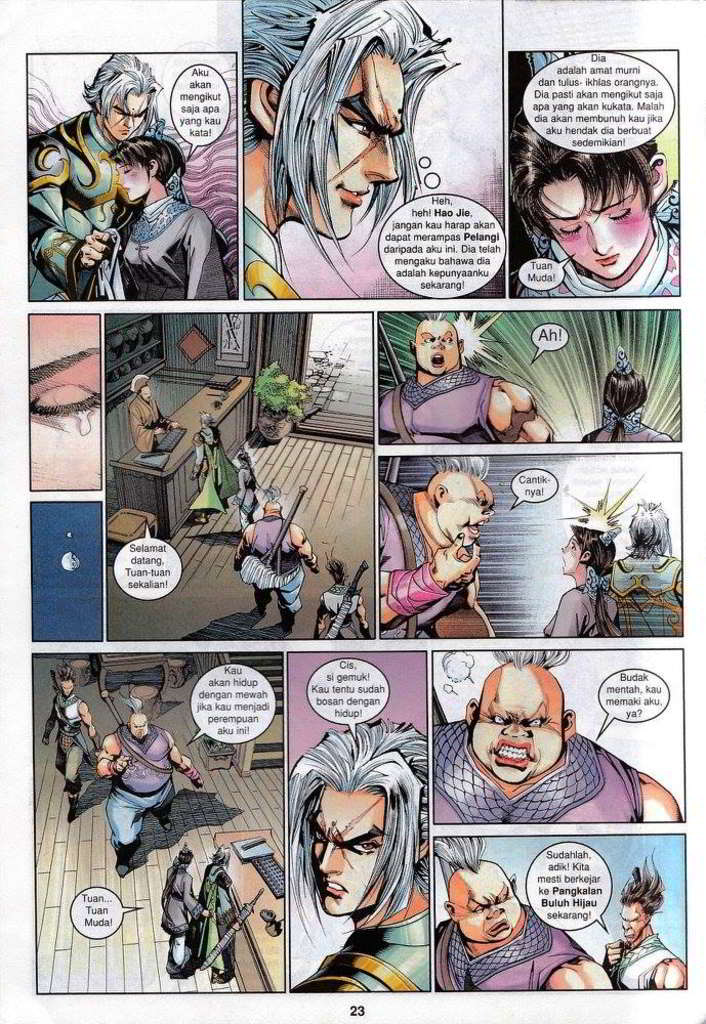 Aku
akan
mengikut
saja apa
yang kau
kata!
Heh,
heh! Hao Jie,
jangan kau harap akan
dapat merampas Pelangi
daripada aku ini. Dia telah
mengaku bahawa dia
adalah kepunyaanku
sekarang!
Dia
adalah amat murni
dan tulus- ikhlas orangnya.
Dia pasti akan mengikut saja
apa yang akan kukata. Malah
dia akan membunuh kau jika
aku hendak dia berbuat
sedemikian!
Tuan
Muda!
Selamat
datang,
Tuan-tuan
sekalian!
Ah!
Cantik-
nya!
Kau
akan hidup
dengan mewah
jika kau menjadi
perempuan
aku ini!
Tuan...
Tuan
Muda!
Cis,
si gemuk!
Kau tentu sudah
bosan dengan
hidup!
Budak
mentah, kau
memaki aku,
ya?
Sudahlah,
adik! Kita
mesti berkejar
ke Pangkalan
Buluh Hijau
sekarang!
23